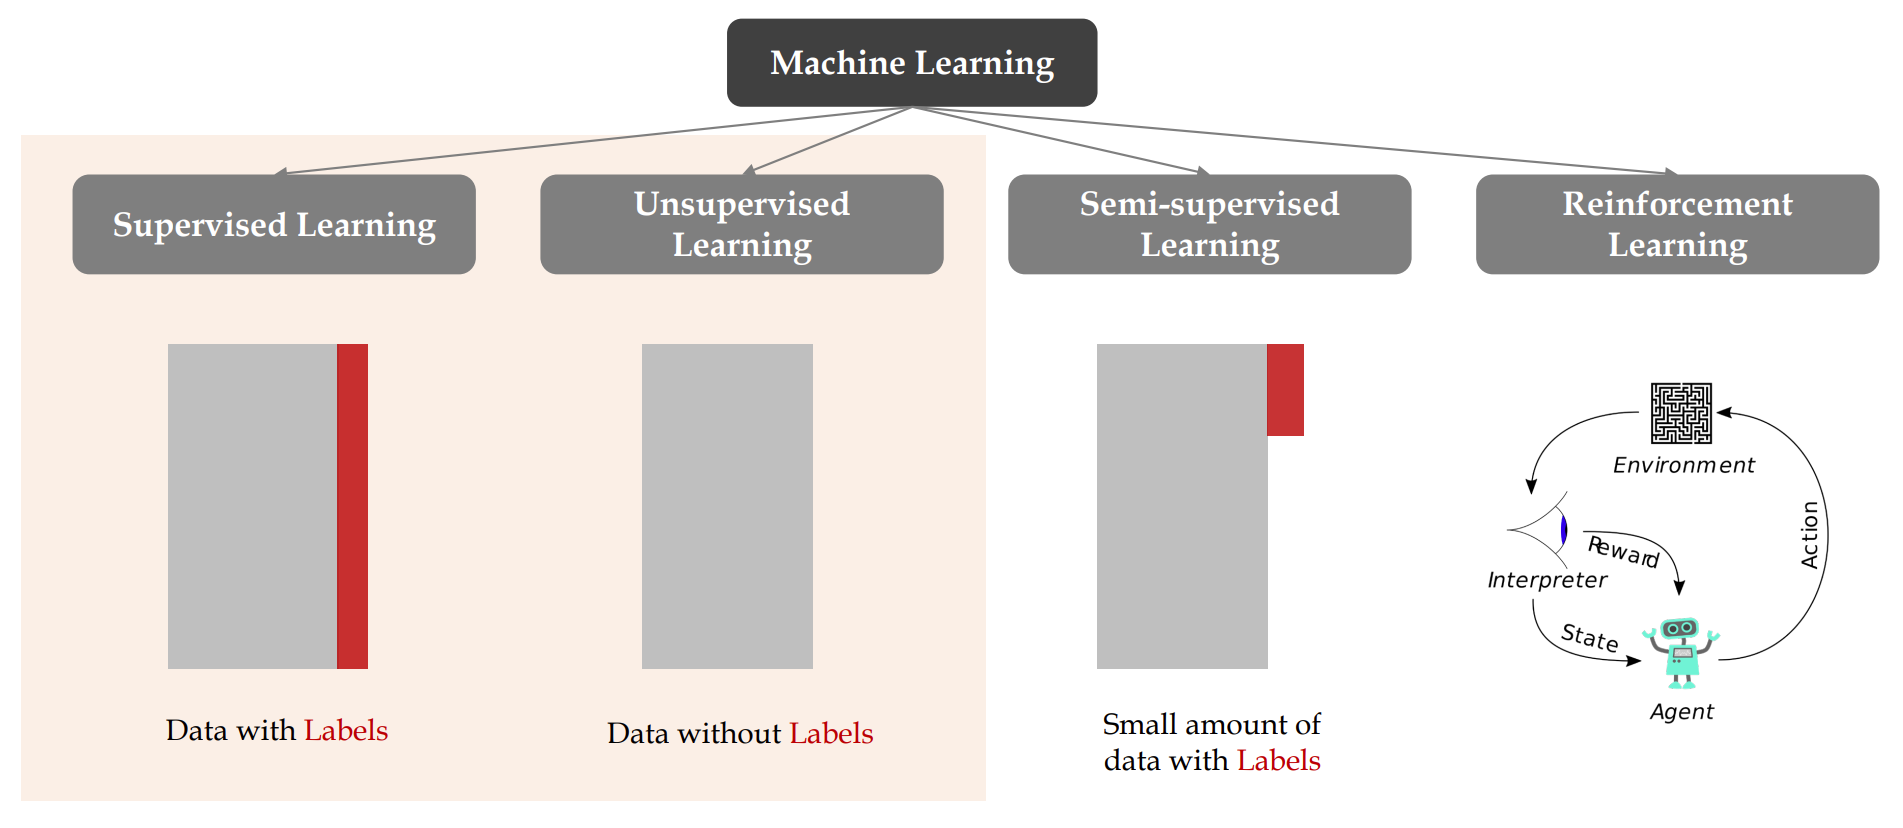 Machine Learning
Supervised Learning
Unsupervised
Learning
Semi-supervised
Learning
Reinforcement
Learning
Data with Labels
Data without Labels
Small amount of
data with Labels
Environment
Action
Reward
Interpreter
State
Agent